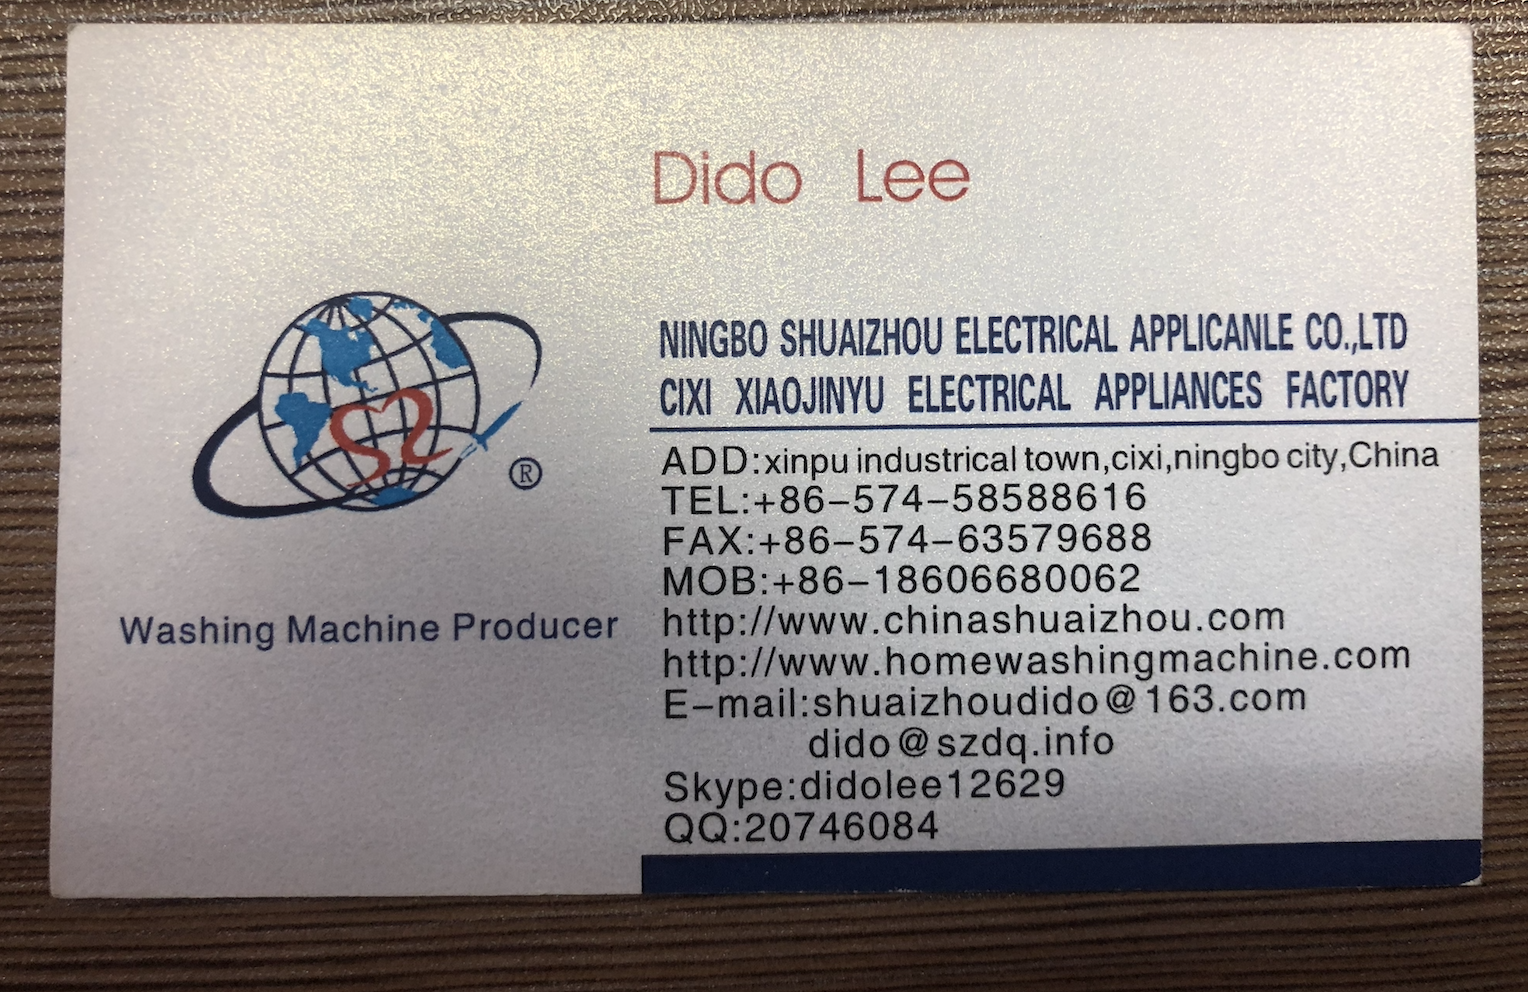 Dido Lee
NINGBO SHUAIZHOU ELECTRICAL APPLICANLE CO.,LTD
CIXI XIAOJINYU ELECTRICAL APPLIANCES FACTORY
®
Washing Machine Producer
ADD:xinpu industrical town,cixi,ningbo city,China
TEL:+86-574-58588616
FAX:+86-574-63579688
MOB:+86-18606680062
http://www.chinashuaizhou.com
http://www.homewashingmachine.com
E-mail:shuaizhoudido@163.com
dido@szdq.info
Skype:didolee12629
QQ:20746084